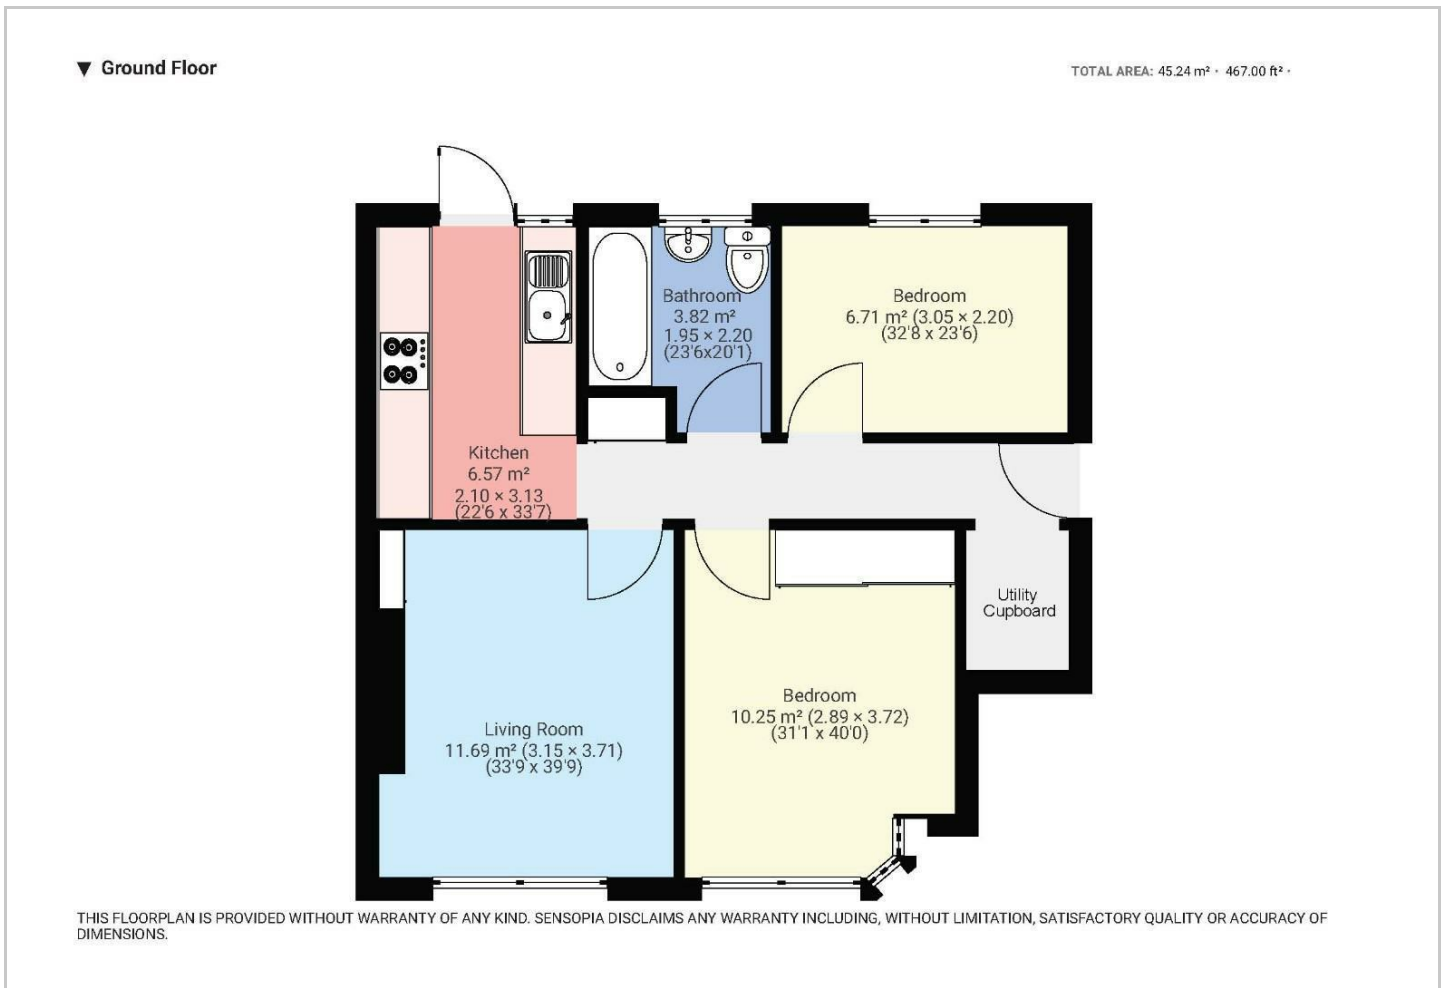 ▼ Ground Floor
TOTAL AREA: 45.24 m² · 467.00 ft² ·
Bathroom
3.82 m²
1.95 × 2.20
(23'6x20'1)
Bedroom
6.71 m² (3.05 × 2.20)
(32'8 x 23'6)
Kitchen
6.57 m²
2.10 × 3.13
(22'6 x 33'7)
Utility
Cupboard
Living Room
11.69 m² (3.15 × 3.71)
(33'9 x 39'9)
Bedroom
10.25 m² (2.89 × 3.72)
(31'1 x 40'0)
THIS FLOORPLAN IS PROVIDED WITHOUT WARRANTY OF ANY KIND. SENSOPIA DISCLAIMS ANY WARRANTY INCLUDING, WITHOUT LIMITATION, SATISFACTORY QUALITY OR ACCURACY OF
DIMENSIONS.